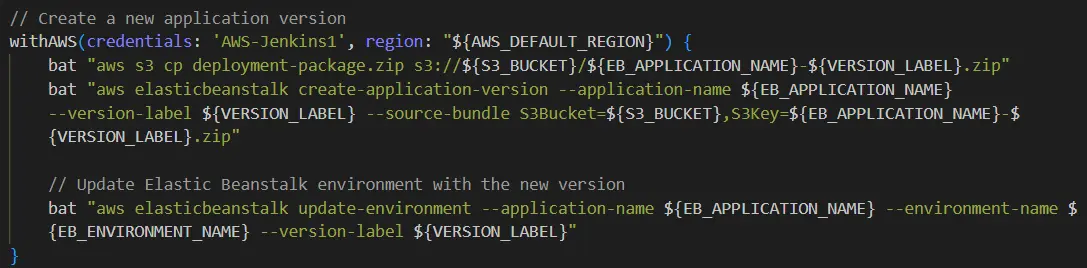 // Create a new application version
withAWS(credentials: 'AWS-Jenkins1', region: "${AWS_DEFAULT_REGION}") {
    bat "aws s3 cp deployment-package.zip s3://${S3_BUCKET}/${EB_APPLICATION_NAME}-${VERSION_LABEL}.zip"
    bat "aws elasticbeanstalk create-application-version --application-name ${EB_APPLICATION_NAME}
    --version-label ${VERSION_LABEL} --source-bundle S3Bucket=${S3_BUCKET},S3Key=${EB_APPLICATION_NAME}-$
    {VERSION_LABEL}.zip"
    // Update Elastic Beanstalk environment with the new version
    bat "aws elasticbeanstalk update-environment --application-name ${EB_APPLICATION_NAME} --environment-name $
    {EB_ENVIRONMENT_NAME} --version-label ${VERSION_LABEL}"
}